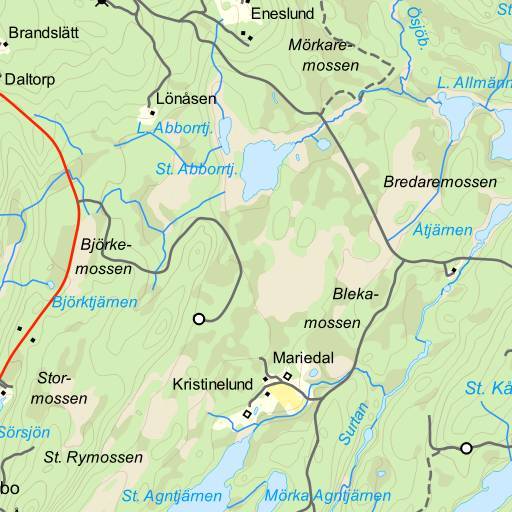 Eneslund
Ösjöb.
Brandslätt
Mörkare-
mossen
Daltorp
L. Allmänn
Lönåsen
L. Abborrtj.
St. Abborrtj.
Bredaremossen
Åtjärnen
Björke-
mossen
Björktjärnen
Bleka-
mossen
Mariedal
Stor-
mossen
Kristinelund
St. Kå
Sörsjön
Surtan
St. Rymossen
bo
St. Agntjärnen
Mörka Agntjärnen